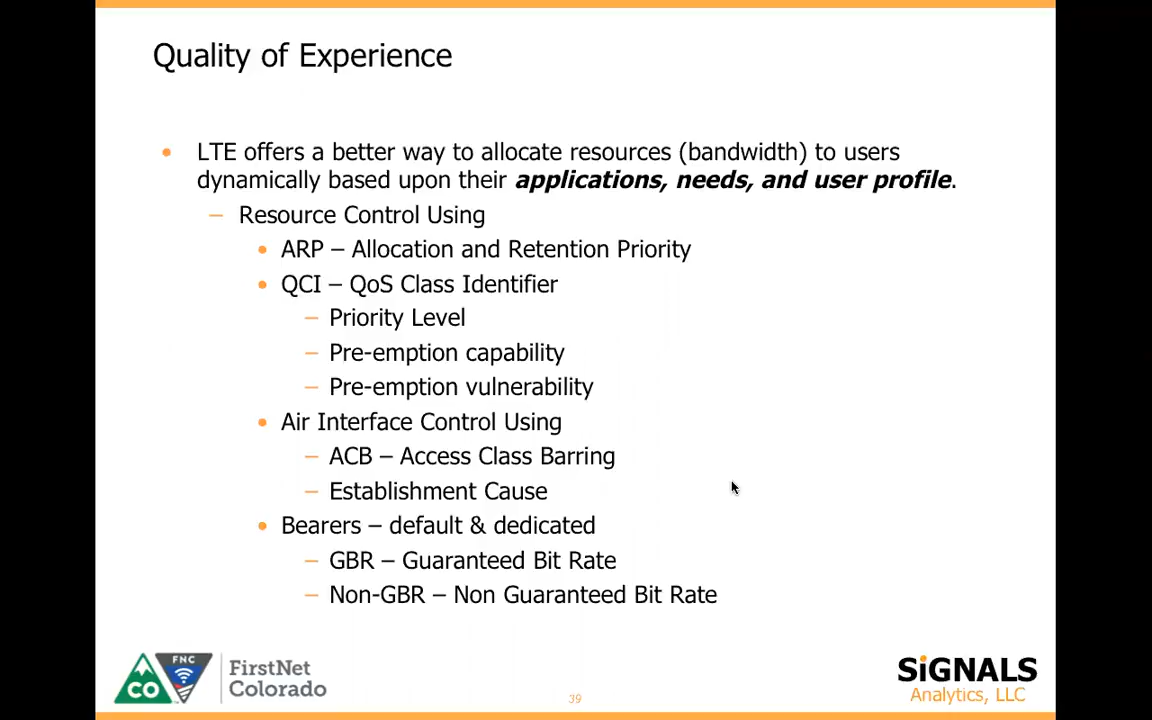 Quality of Experience
• LTE offers a better way to allocate resources (bandwidth) to users
dynamically based upon their applications, needs, and user profile.
– Resource Control Using
• ARP – Allocation and Retention Priority
• QCI – QoS Class Identifier
– Priority Level
– Pre-emption capability
– Pre-emption vulnerability
• Air Interface Control Using
– ACB – Access Class Barring
– Establishment Cause
• Bearers – default & dedicated
– GBR – Guaranteed Bit Rate
– Non-GBR – Non Guaranteed Bit Rate
FNC
CO
FirstNet
Colorado
39
SiGNALS
Analytics, LLC